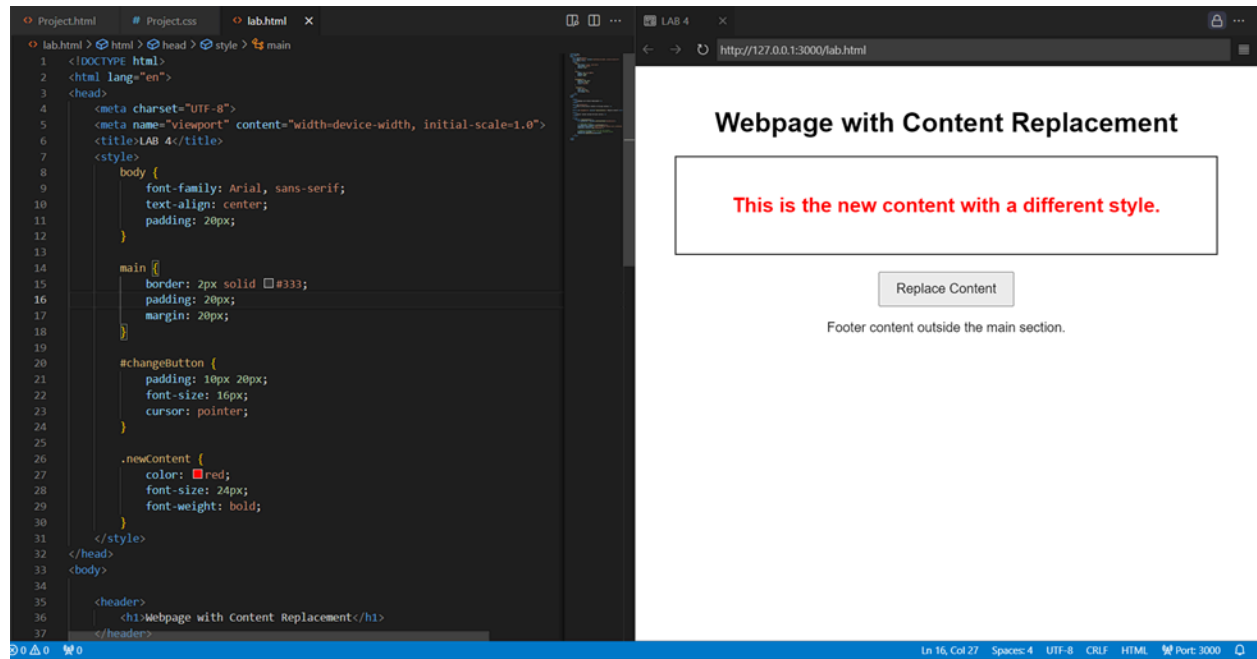 Project.html # Project.css lab.html X
lab.html > html > head > style > main
1 <!DOCTYPE html>
2 <html lang="en">
3 <head>
4 <meta charset="UTF-8">
5 <meta name="viewport" content="width=device-width, initial-scale=1.0">
6 <title>LAB 4</title>
7 <style>
8 body {
9 font-family: Arial, sans-serif;
10 text-align: center;
11 padding: 20px;
12 }
13
14 main {
15 border: 2px solid #333;
16 padding: 20px;
17 margin: 20px;
18 }
19
20 #changeButton {
21 padding: 10px 20px;
22 font-size: 16px;
23 cursor: pointer;
24 }
25
26 .newContent {
27 color: red;
28 font-size: 24px;
29 font-weight: bold;
30 }
31 </style>
32 </head>
33 <body>
34
35 <header>
36 <h1>Webpage with Content Replacement</h1>
37 </header>
LAB 4
http://127.0.0.1:3000/lab.html
Webpage with Content Replacement
This is the new content with a different style.
Replace Content
Footer content outside the main section.
0 0 0 Ln 16, Col 27 Spaces: 4 UTF-8 CRLF HTML Port: 3000